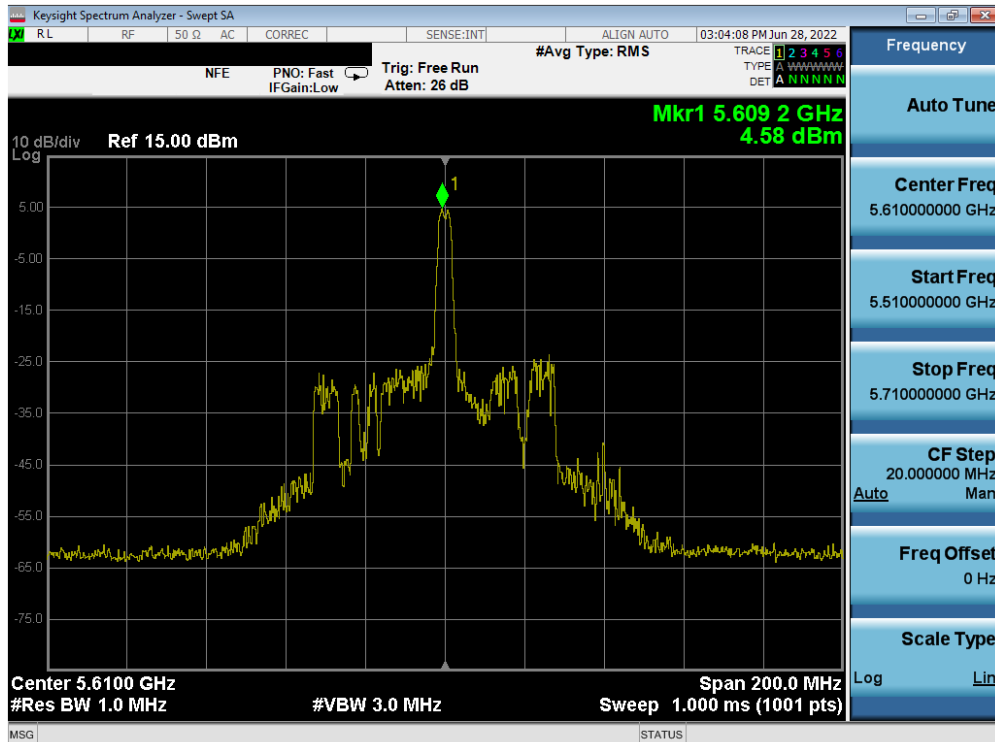 Keysight Spectrum Analyzer - Swept SA
LXI RL RF 50 Ω AC CORREC SENSE:INT ALIGN AUTO 03:04:08 PM Jun 28, 2022
NFE PNO: Fast IFGain:Low
Trig: Free Run
Atten: 26 dB
#Avg Type: RMS
TRACE 1 2 3 4 5 6
TYPE A WWWWW
DET A N N N N N
Mkr1 5.609 2 GHz
4.58 dBm
10 dB/div Ref 15.00 dBm
Log
1
5.00
-5.00
-15.0
-25.0
-35.0
-45.0
-55.0
-65.0
-75.0
Center 5.6100 GHz Span 200.0 MHz
#Res BW 1.0 MHz #VBW 3.0 MHz Sweep 1.000 ms (1001 pts)
MSG STATUS
Frequency
Auto Tune
Center Freq
5.610000000 GHz
Start Freq
5.510000000 GHz
Stop Freq
5.710000000 GHz
CF Step
20.000000 MHz
Auto Man
Freq Offset
0 Hz
Scale Type
Log Lin